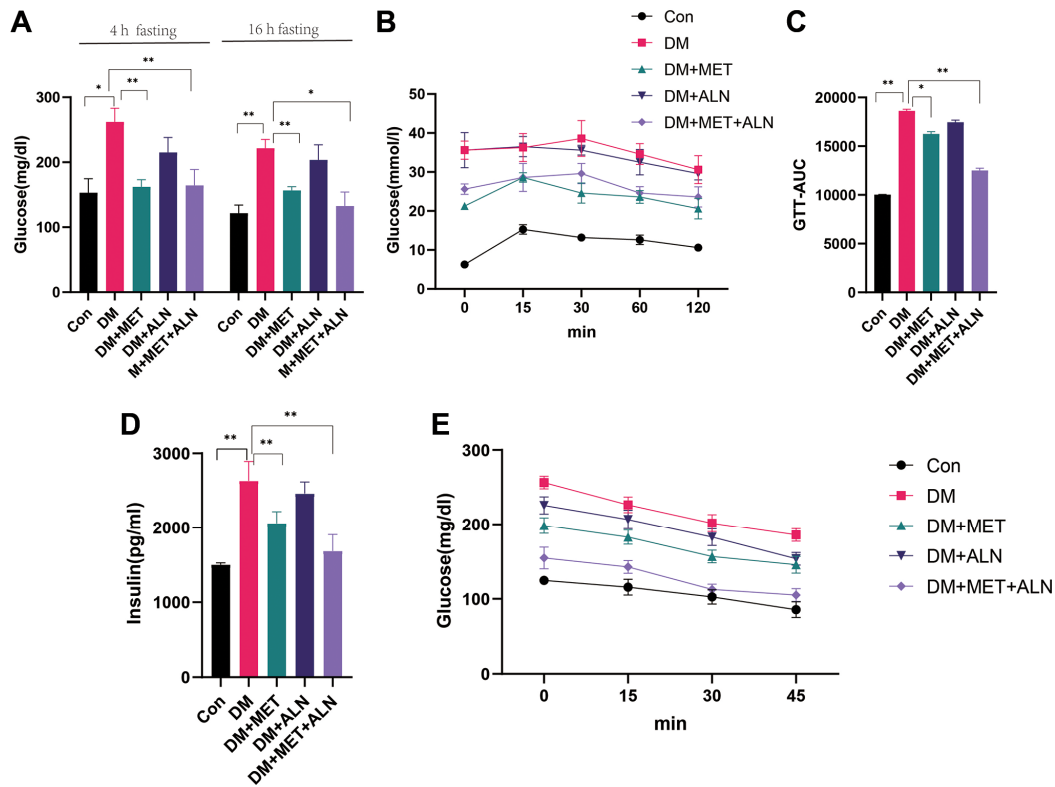 A
4 h fasting
16 h fasting
** 
* **
*
** **
Glucose(mg/dl)
300
200
100
0
Con
DM
DM+MET
DM+ALN
M+MET+ALN
Con
DM
DM+MET
DM+ALN
M+MET+ALN
B
Con
DM
DM+MET
DM+ALN
DM+MET+ALN
Glucose(mmol/l)
50
40
30
20
10
0
0 15 30 60 120
min
C
** **
*
GTT-AUC
20000
15000
10000
5000
0
Con
DM
DM+MET
DM+ALN
DM+MET+ALN
D
**
** **
Insulin(pg/ml)
3000
2000
1000
0
Con
DM
DM+MET
DM+ALN
DM+MET+ALN
E
Glucose(mg/dl)
300
200
100
0
0 15 30 45
min
Con
DM
DM+MET
DM+ALN
DM+MET+ALN